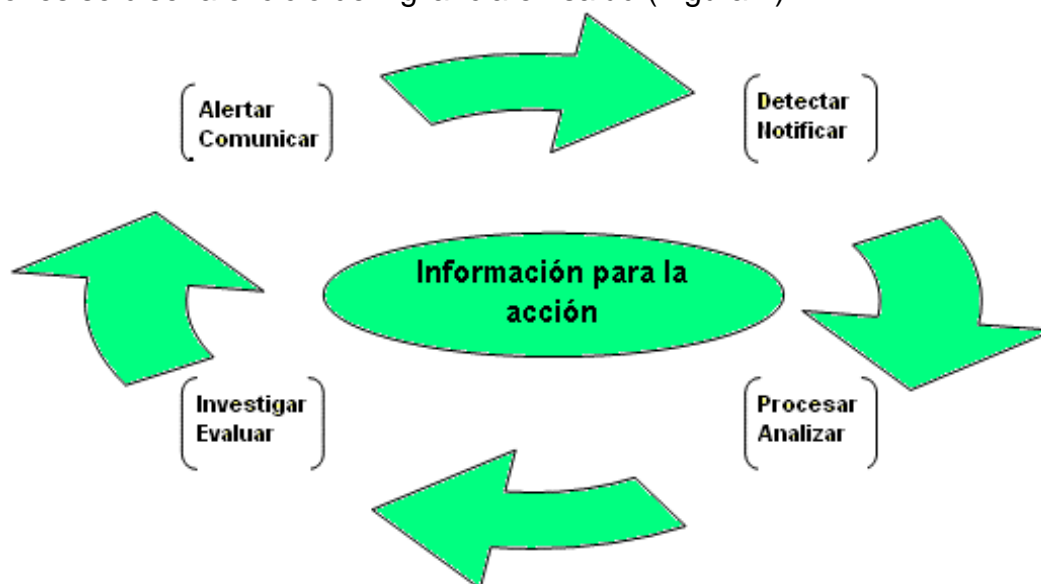 Alertar
Comunicar
Detectar
Notificar
Información para la
acción
Investigar
Evaluar
Procesar
Analizar